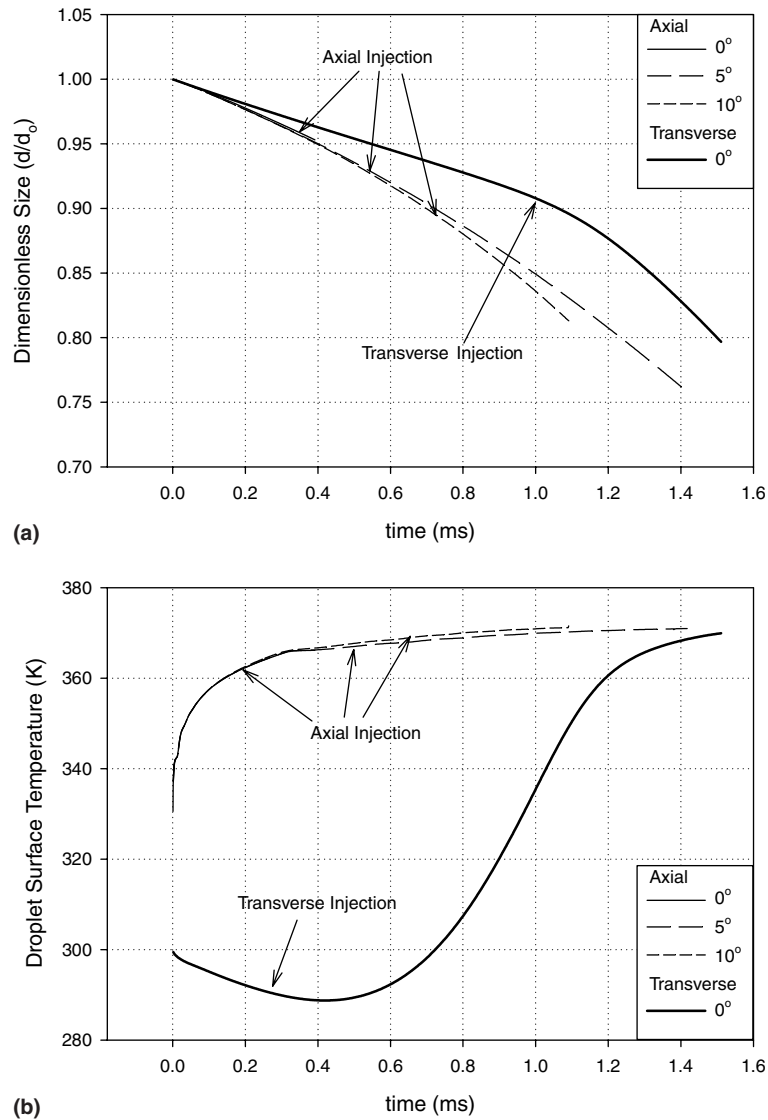 1.05
1.00
0.95
0.90
0.85
0.80
0.75
0.70
Dimensionless Size (d/d₀)
Axial Injection
Transverse Injection
Axial
0°
5°
10°
Transverse
0°
0.0 0.2 0.4 0.6 0.8 1.0 1.2 1.4 1.6
time (ms)
(a)
380
360
340
320
300
280
Droplet Surface Temperature (K)
Axial Injection
Transverse Injection
Axial
0°
5°
10°
Transverse
0°
0.0 0.2 0.4 0.6 0.8 1.0 1.2 1.4 1.6
time (ms)
(b)